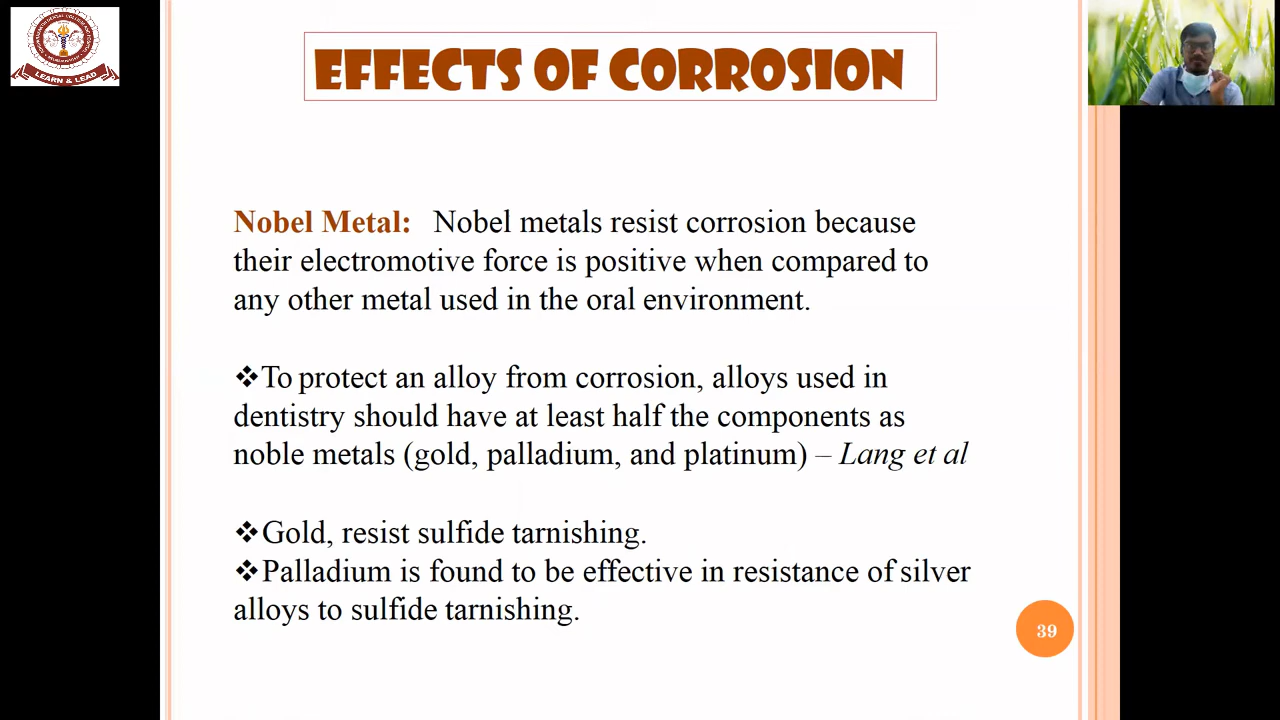 LEARN & LEAD
EFFECTS OF CORROSION
Nobel Metal: Nobel metals resist corrosion because
their electromotive force is positive when compared to
any other metal used in the oral environment.
❖To protect an alloy from corrosion, alloys used in
dentistry should have at least half the components as
noble metals (gold, palladium, and platinum) – Lang et al
❖Gold, resist sulfide tarnishing.
❖Palladium is found to be effective in resistance of silver
alloys to sulfide tarnishing.
39